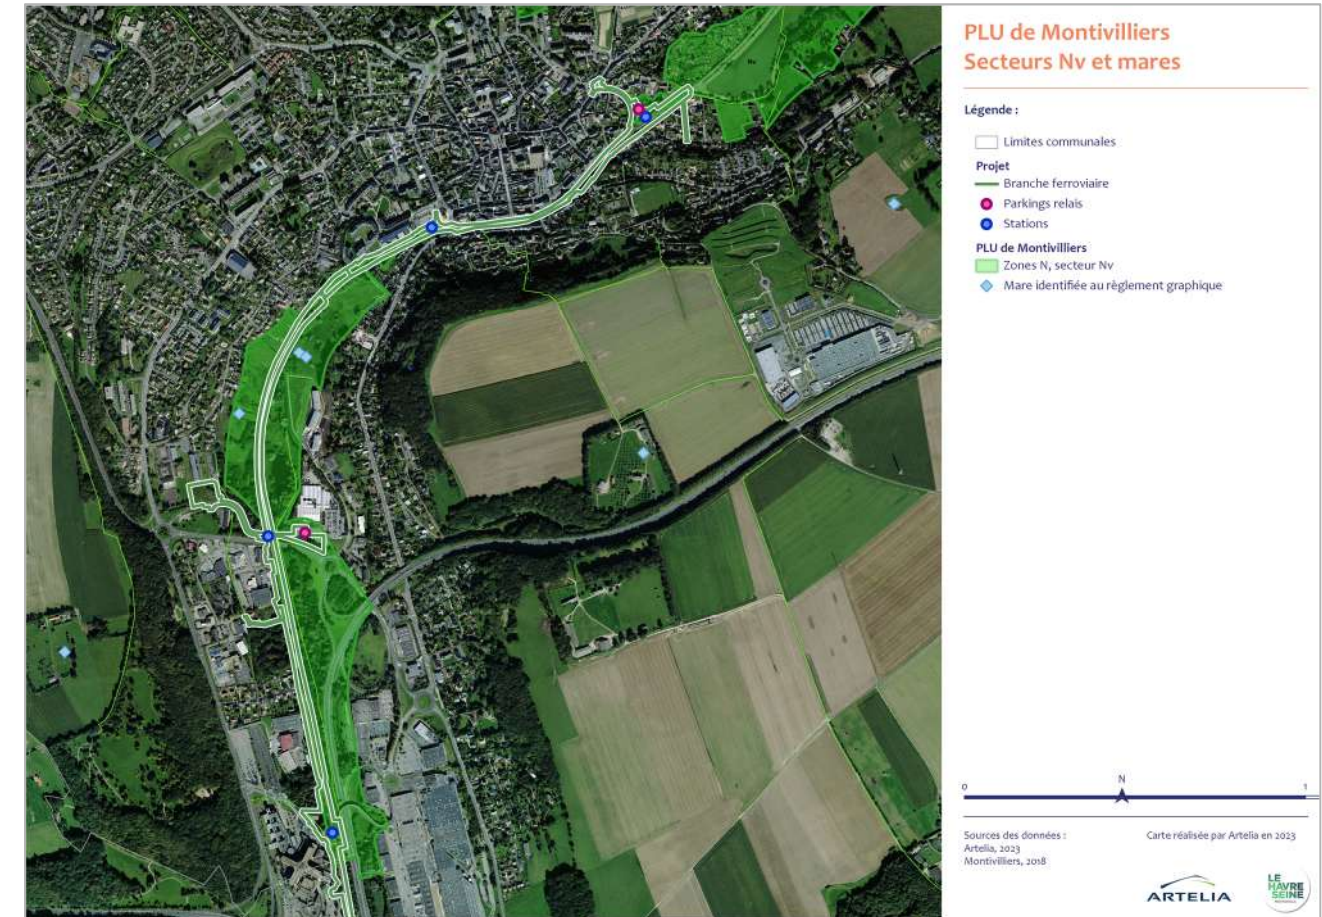 PLU de Montivilliers
Secteurs Nv et mares
Légende :
Limites communales
Projet
Branche ferroviaire
Parkings relais
Stations
PLU de Montivilliers
Zones N, secteur Nv
Mare identifiée au règlement graphique
Nv
0
N
1
Sources des données :
Artelia, 2023
Montivilliers, 2018
Carte réalisée par Artelia en 2023
ARTELIA
LE
HAVRE
SEINE